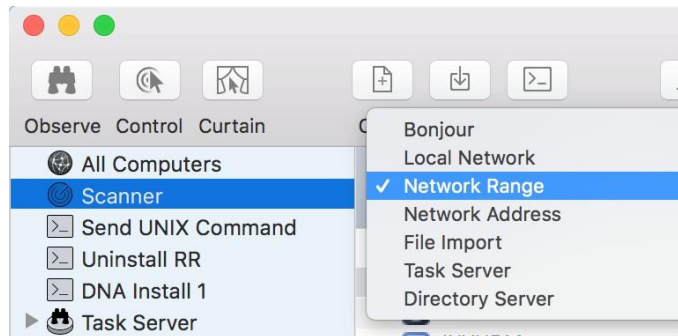 Observe Control Curtain
All Computers
Scanner
Send UNIX Command
Uninstall RR
DNA Install 1
Task Server
Bonjour
Local Network
Network Range
Network Address
File Import
Task Server
Directory Server